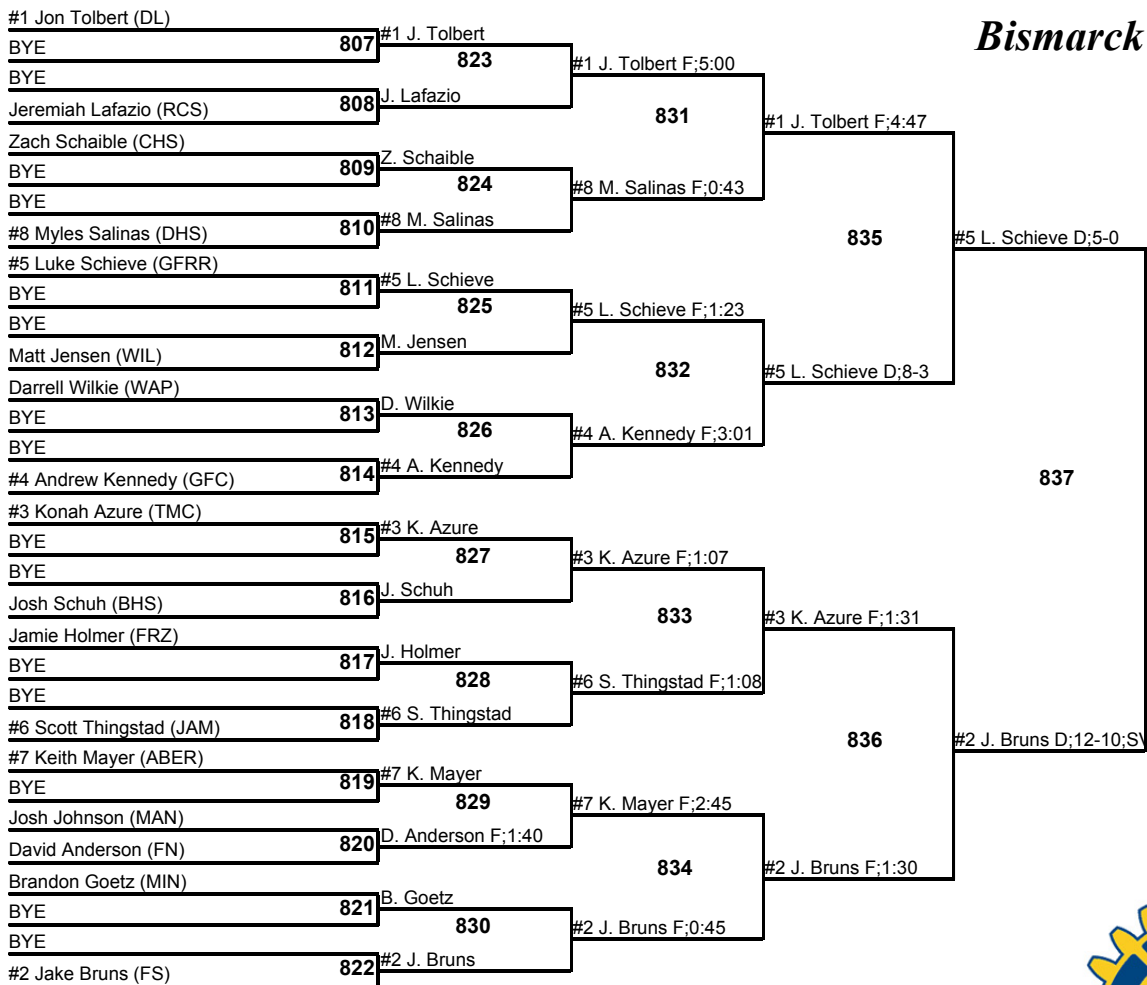 Bismarck
#1 Jon Tolbert (DL)
BYE
807
BYE
Jeremiah Lafazio (RCS)
808
Zach Schaible (CHS)
BYE
809
BYE
#8 Myles Salinas (DHS)
810
#5 Luke Schieve (GFRR)
BYE
811
BYE
Matt Jensen (WIL)
812
Darrell Wilkie (WAP)
BYE
813
BYE
#4 Andrew Kennedy (GFC)
814
#3 Konah Azure (TMC)
BYE
815
BYE
Josh Schuh (BHS)
816
Jamie Holmer (FRZ)
BYE
817
BYE
#6 Scott Thingstad (JAM)
818
#7 Keith Mayer (ABER)
BYE
819
Josh Johnson (MAN)
David Anderson (FN)
820
Brandon Goetz (MIN)
BYE
821
BYE
#2 Jake Bruns (FS)
822
#1 J. Tolbert
823
J. Lafazio
Z. Schaible
824
#8 M. Salinas
#5 L. Schieve
825
M. Jensen
D. Wilkie
826
#4 A. Kennedy
#3 K. Azure
827
J. Schuh
J. Holmer
828
#6 S. Thingstad
#7 K. Mayer
829
D. Anderson F;1:40
B. Goetz
830
#2 J. Bruns
#1 J. Tolbert F;5:00
831
#8 M. Salinas F;0:43
#5 L. Schieve F;1:23
832
#4 A. Kennedy F;3:01
#3 K. Azure F;1:07
833
#6 S. Thingstad F;1:08
#7 K. Mayer F;2:45
834
#2 J. Bruns F;0:45
#1 J. Tolbert F;4:47
835
#5 L. Schieve D;8-3
#3 K. Azure F;1:31
836
#2 J. Bruns F;1:30
#5 L. Schieve D;5-0
837
#2 J. Bruns D;12-10;